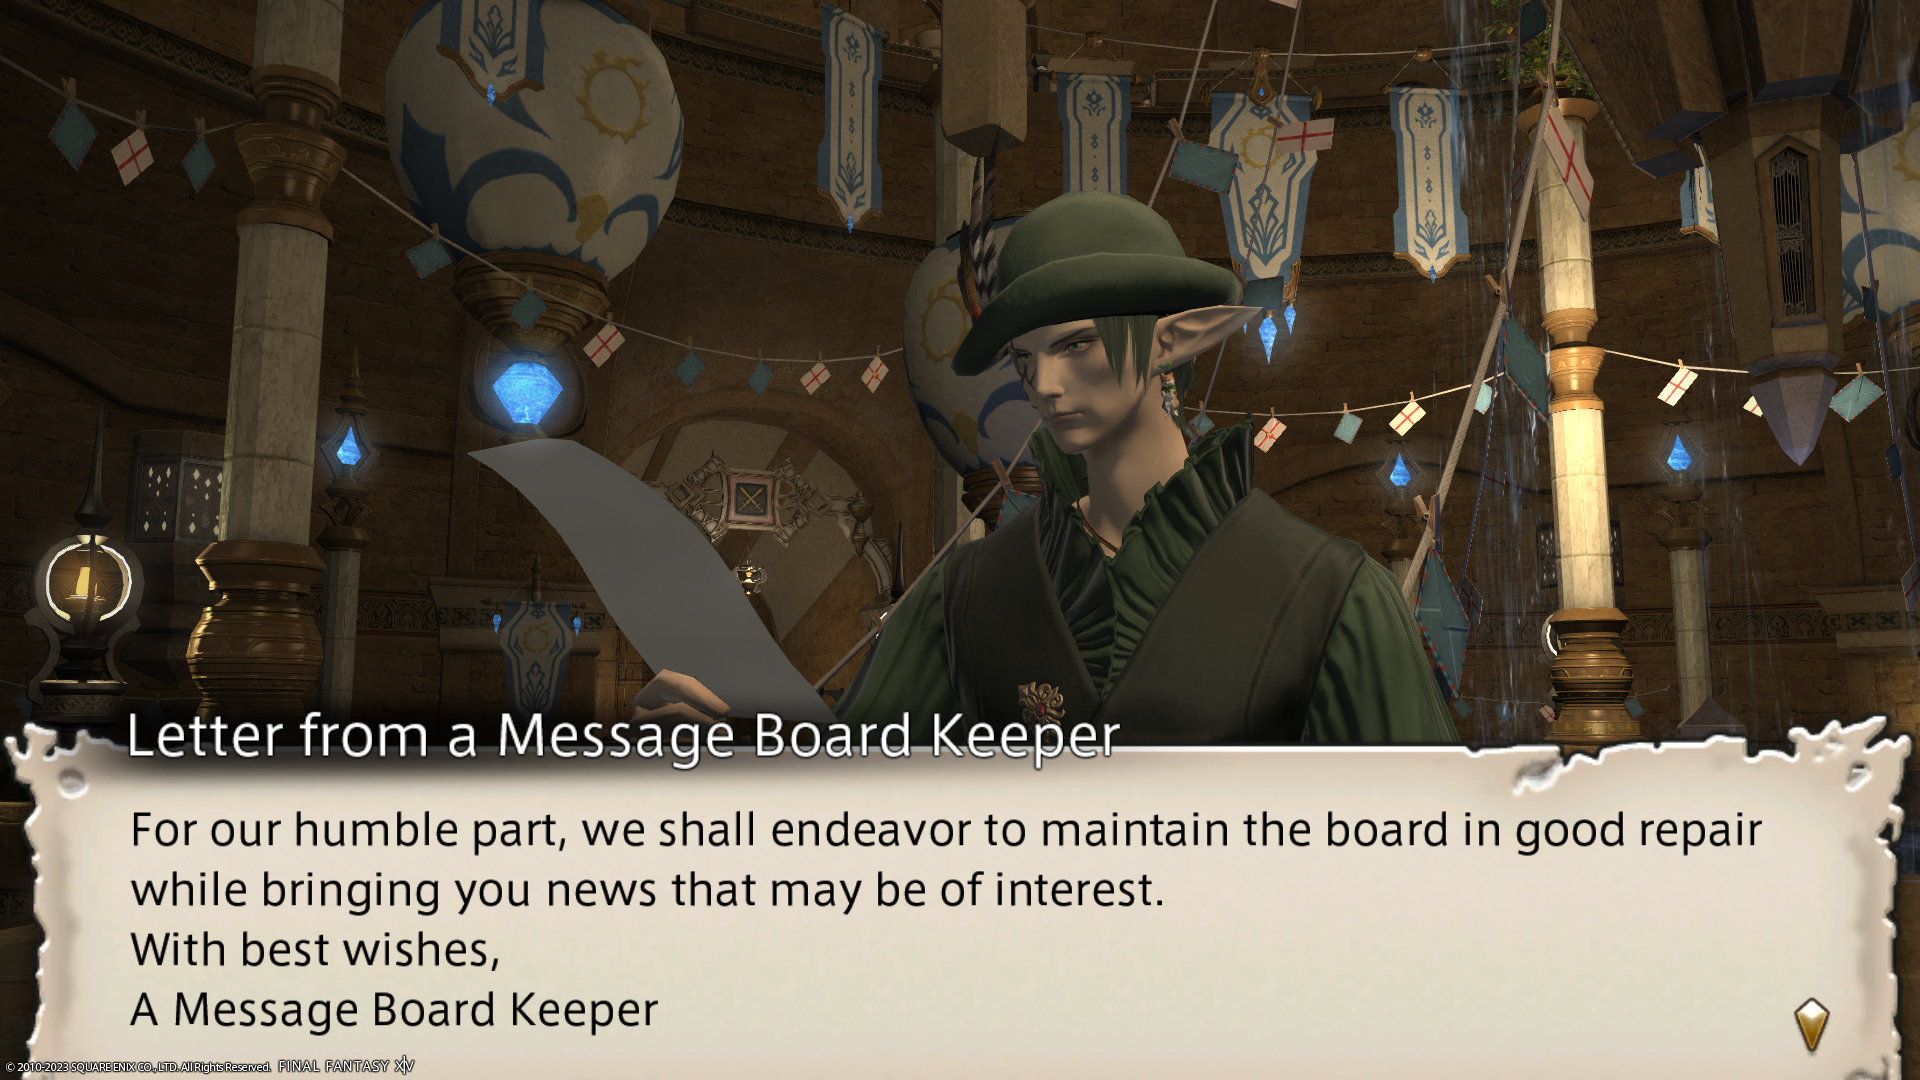 Letter from a Message Board Keeper
For our humble part, we shall endeavor to maintain the board in good repair
while bringing you news that may be of interest.
With best wishes,
A Message Board Keeper
© 2010-2023 SQUARE ENIX CO., LTD. All Rights Reserved. FINAL FANTASY XIV